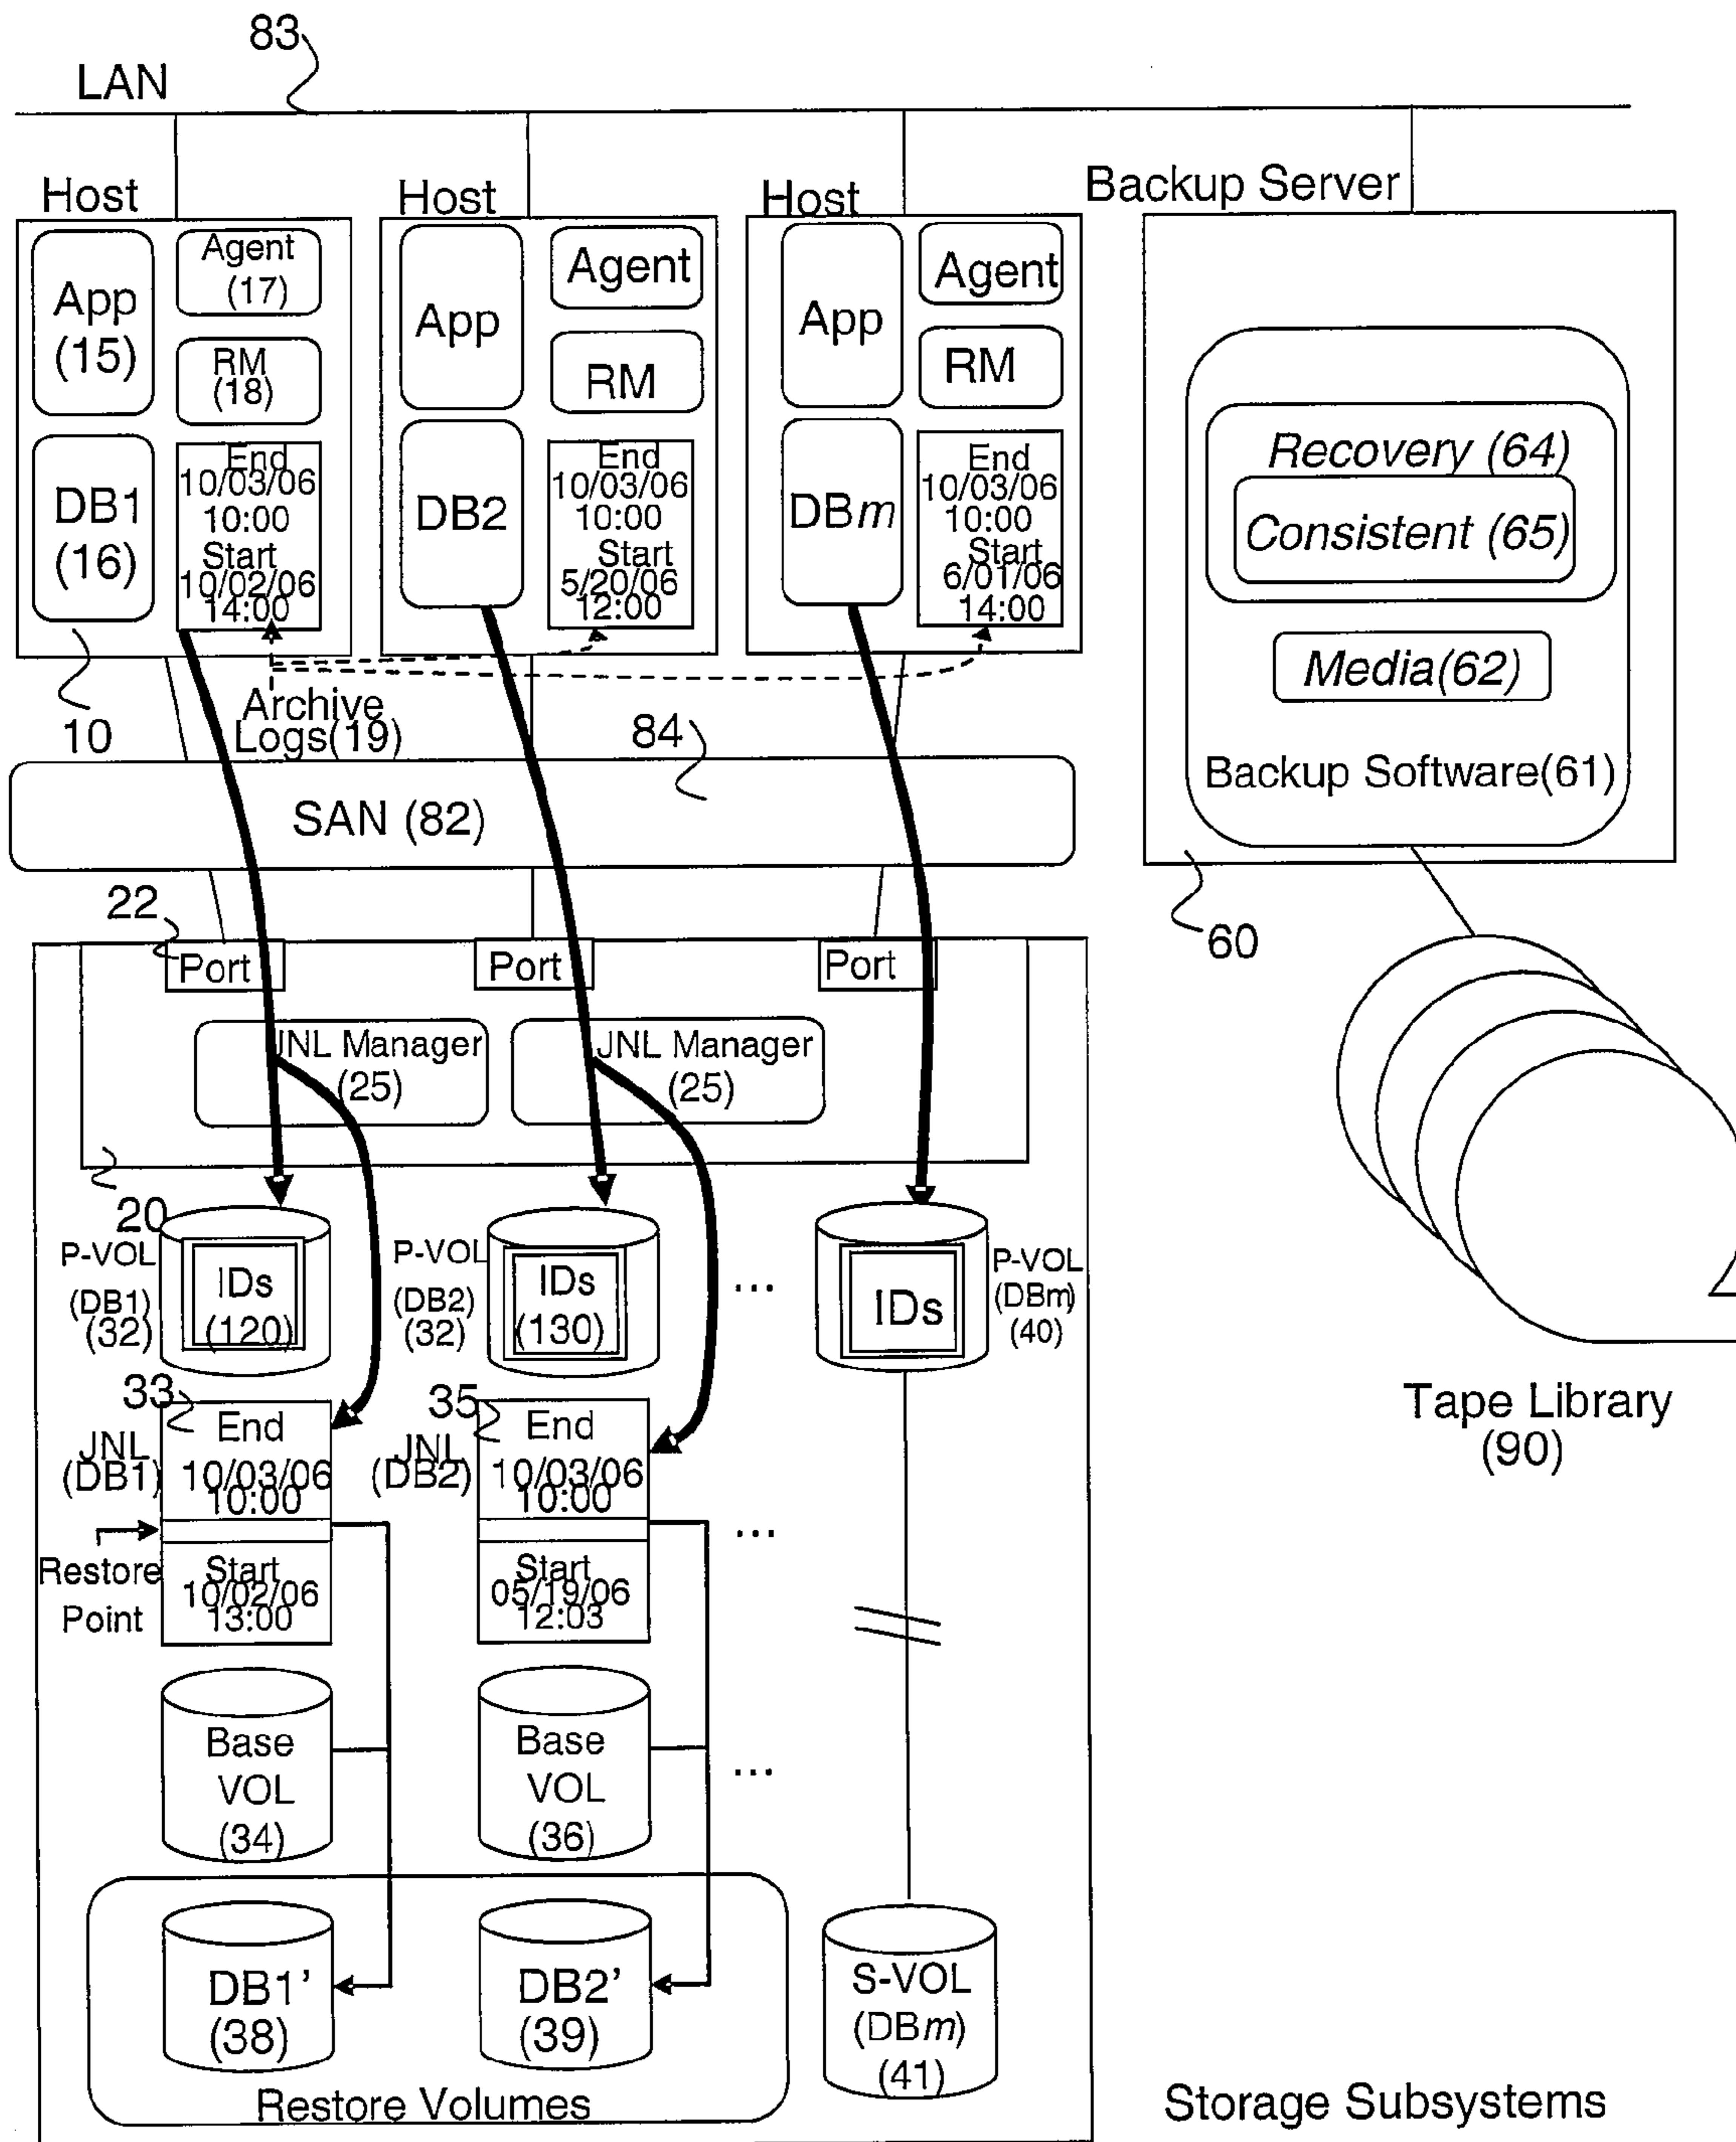 83
LAN
Host
Host
Host
Backup Server
App
(15)
Agent
(17)
RM
(18)
DB1
(16)
End
10/03/06
10:00
Start
10/02/06
14:00
App
Agent
RM
DB2
End
10/03/06
10:00
Start
5/20/06
12:00
App
Agent
RM
DBm
End
10/03/06
10:00
Start
6/01/06
14:00
Recovery (64)
Consistent (65)
Media(62)
Backup Software(61)
10
Archive
Logs(19)
84
SAN (82)
60
22
Port
Port
Port
JNL Manager
(25)
JNL Manager
(25)
20
P-VOL
(DB1)
(32)
IDs
(120)
P-VOL
(DB2)
(32)
IDs
(130)
...
IDs
P-VOL
(DBm)
(40)
Tape Library
(90)
33
JNL
(DB1)
End
10/03/06
10:00
35
JNL
(DB2)
End
10/03/06
10:00
...
Restore
Point
Start
10/02/06
13:00
Start
05/19/06
12:03
Base
VOL
(34)
Base
VOL
(36)
...
DB1’
(38)
DB2’
(39)
Restore Volumes
S-VOL
(DBm)
(41)
Storage Subsystems